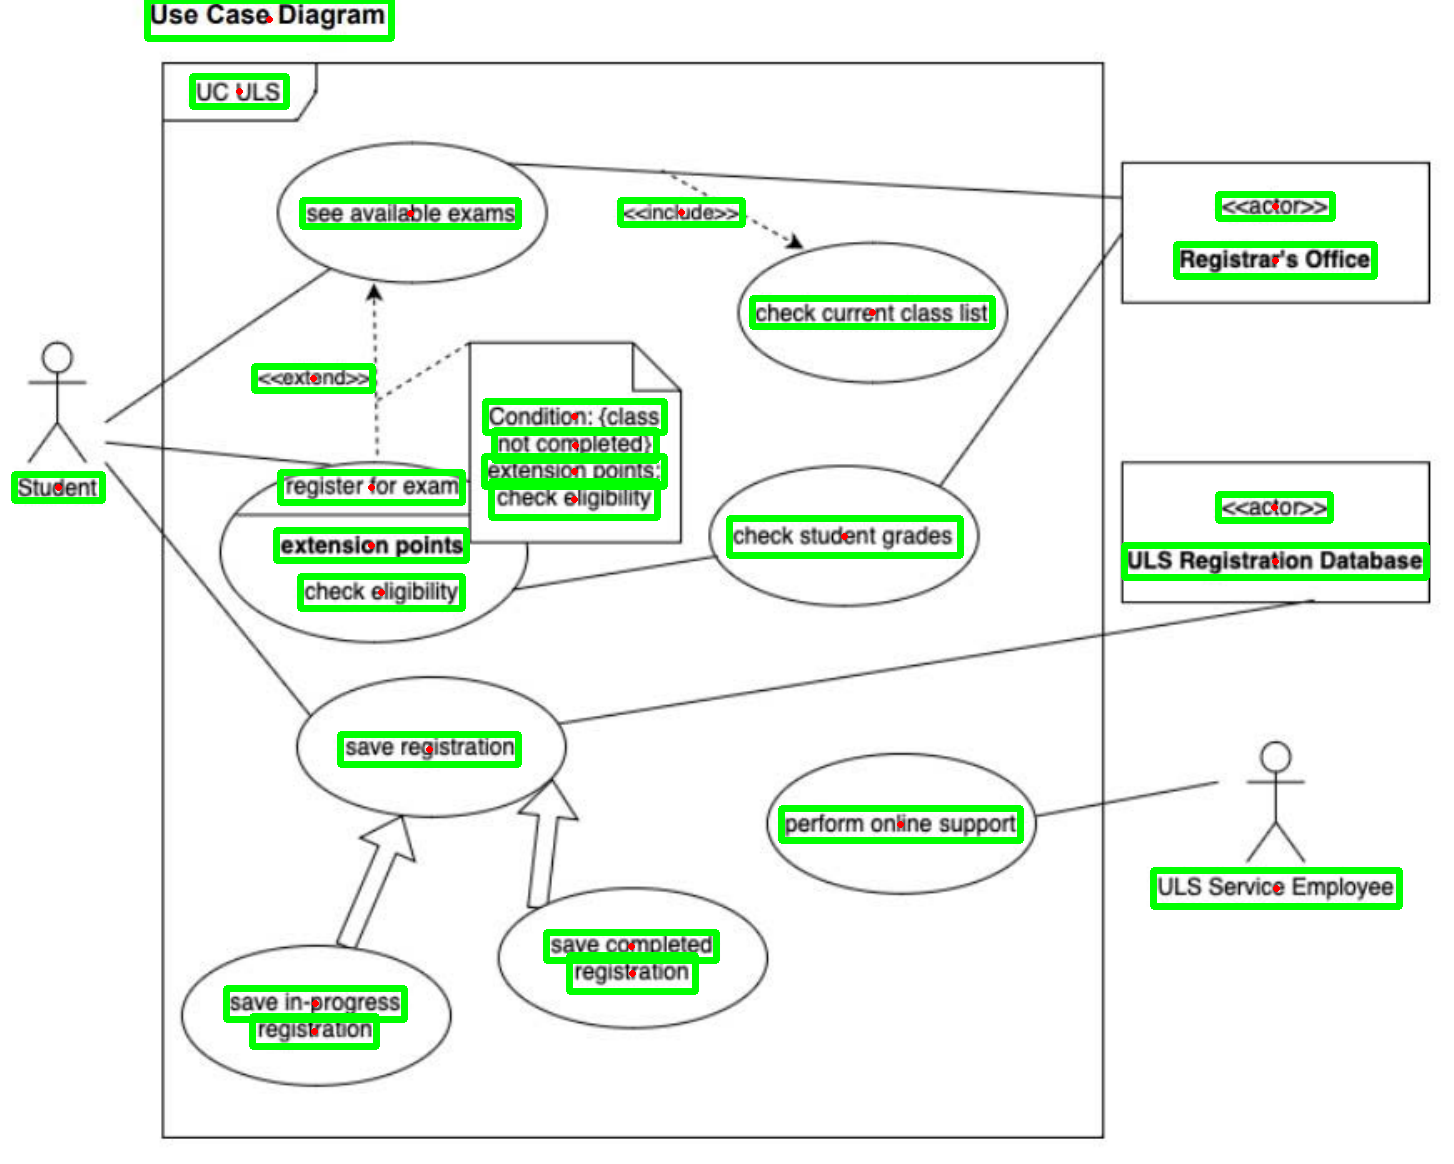 Use Case Diagram
UC ULS
see available exams
<<include>>
<<actor>>
Registrar's Office
check current class list
<<extend>>
Condition: {class
not completed}
extension points:
check eligibility
Student
register for exam
extension points
check eligibility
check student grades
<<actor>>
ULS Registration Database
save registration
perform online support
ULS Service Employee
save completed
registration
save in-progress
registration